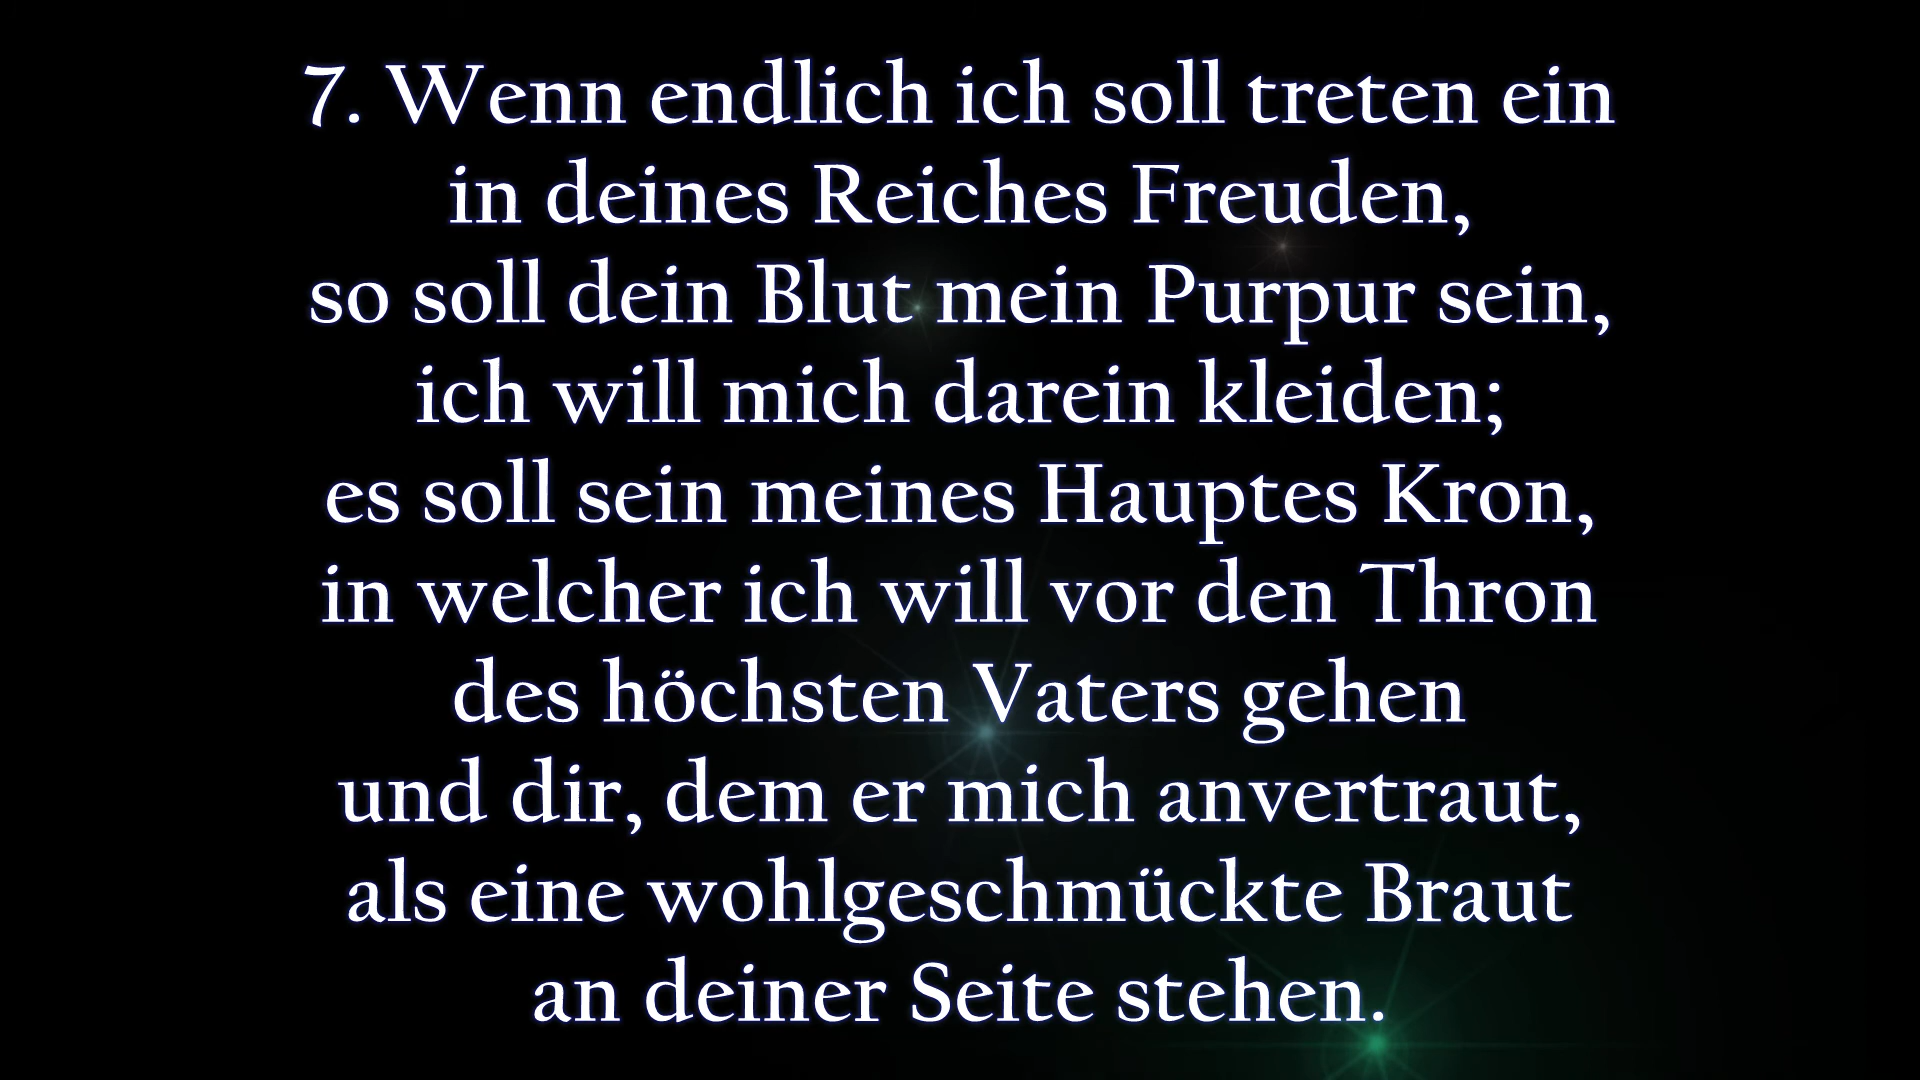 7. Wenn endlich ich soll treten ein
in deines Reiches Freuden,
so soll dein Blut mein Purpur sein,
ich will mich darein kleiden;
es soll sein meines Hauptes Kron,
in welcher ich will vor den Thron
des höchsten Vaters gehen
und dir, dem er mich anvertraut,
als eine wohlgeschmückte Braut
an deiner Seite stehen.